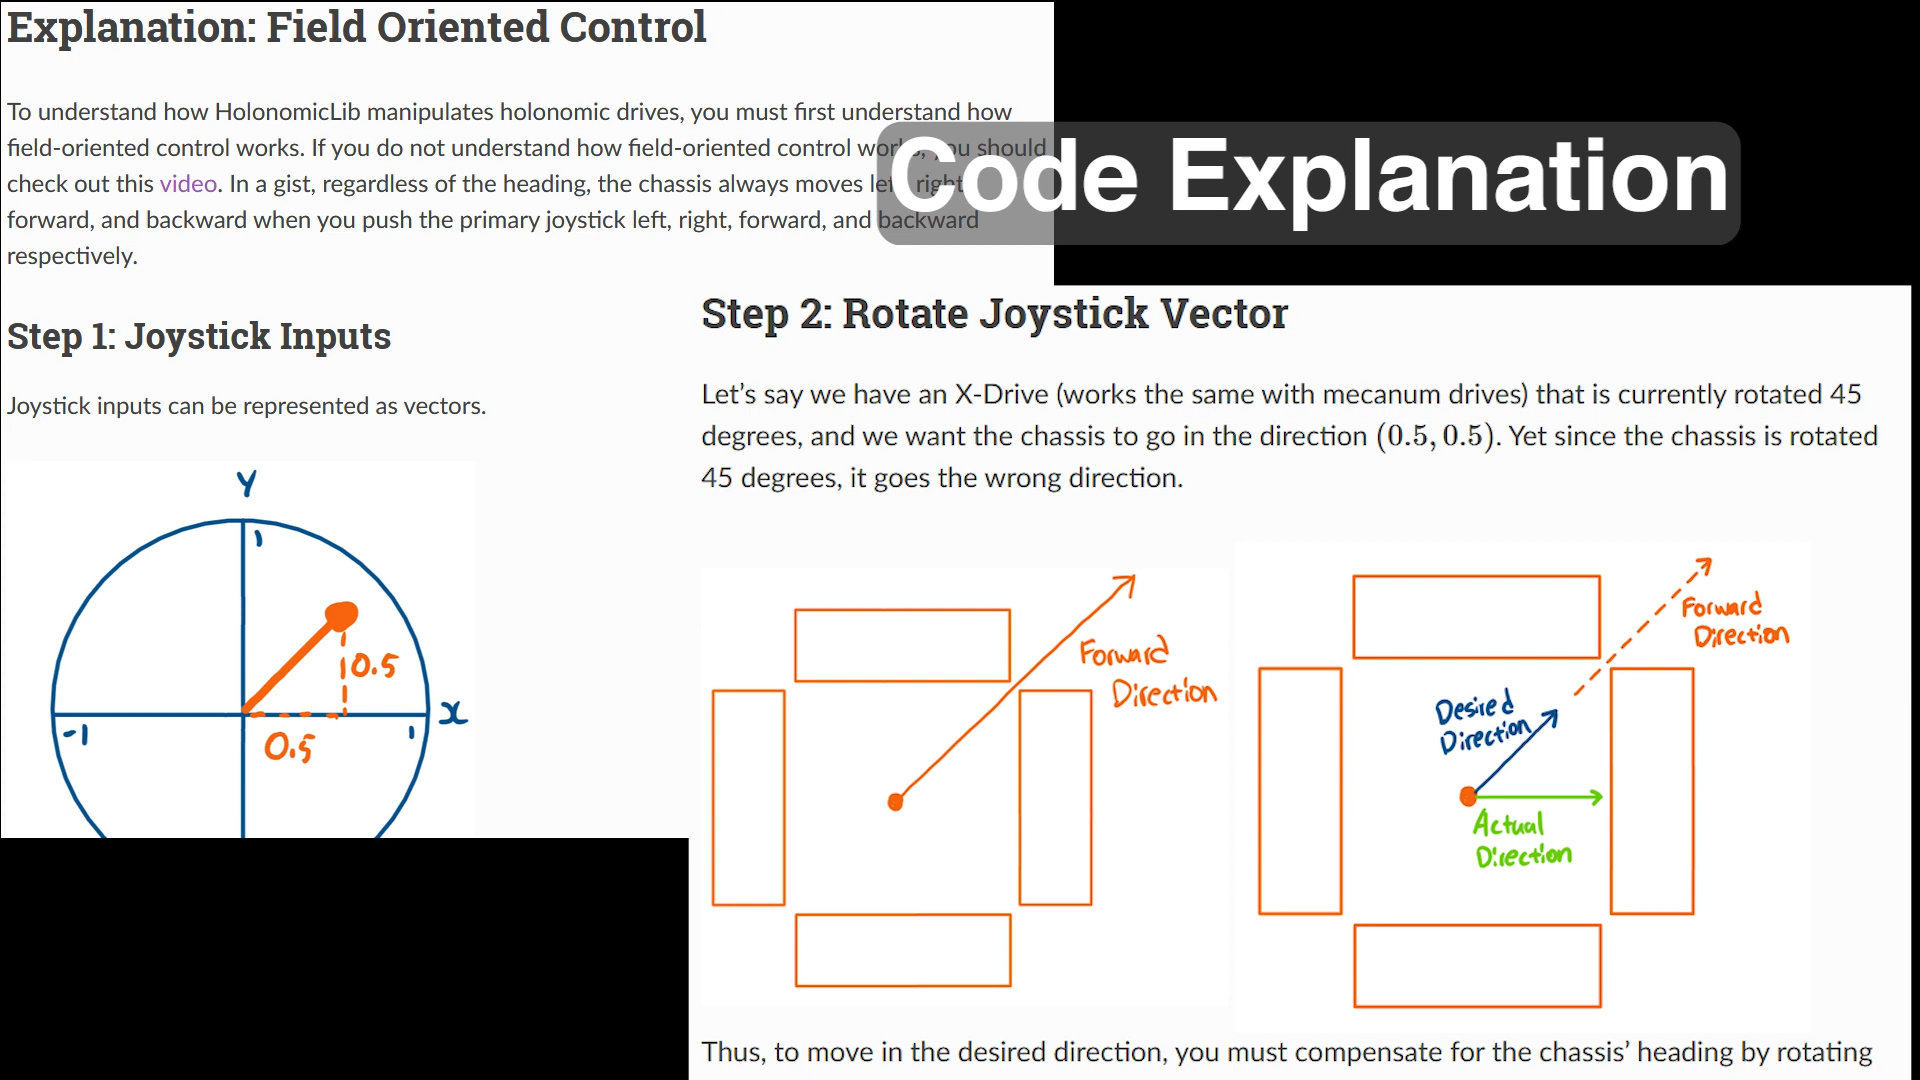 Explanation: Field Oriented Control
To understand how HolonomicLib manipulates holonomic drives, you must first understand how
field-oriented control works. If you do not understand how field-oriented control works, you should
check out this video. In a gist, regardless of the heading, the chassis always moves left, right,
forward, and backward when you push the primary joystick left, right, forward, and backward
respectively.
Code Explanation
Step 1: Joystick Inputs
Joystick inputs can be represented as vectors.
Y
1
0.5
x
-1
1
0.5
Step 2: Rotate Joystick Vector
Let's say we have an X-Drive (works the same with mecanum drives) that is currently rotated 45
degrees, and we want the chassis to go in the direction (0.5, 0.5). Yet since the chassis is rotated
45 degrees, it goes the wrong direction.
Forward
Direction
Forward
Direction
Desired
Direction
Actual
Direction
Thus, to move in the desired direction, you must compensate for the chassis' heading by rotating